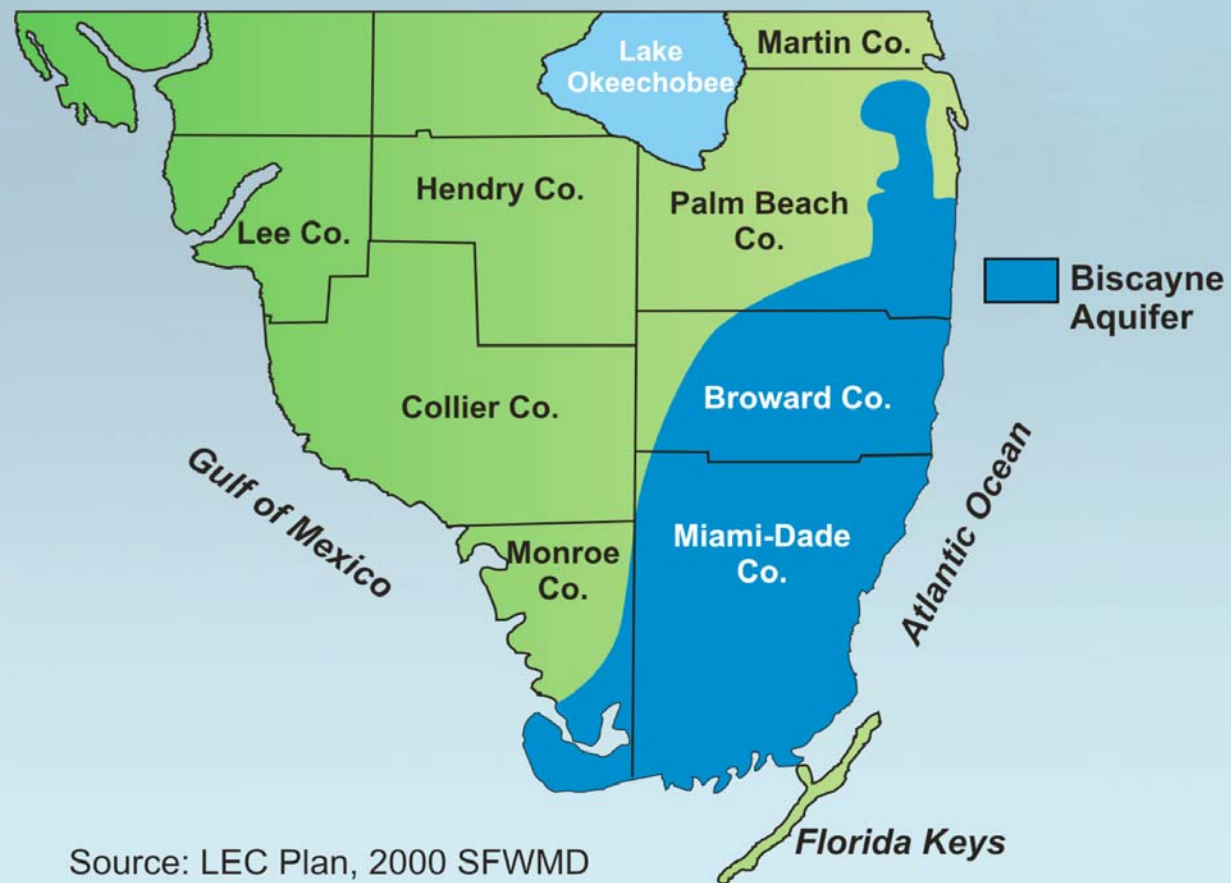 Lake
Okeechobee
Martin Co.
Hendry Co.
Lee Co.
Palm Beach
Co.
Biscayne
Aquifer
Collier Co.
Broward Co.
Gulf of Mexico
Atlantic Ocean
Monroe
Co.
Miami-Dade
Co.
Florida Keys
Source: LEC Plan, 2000 SFWMD